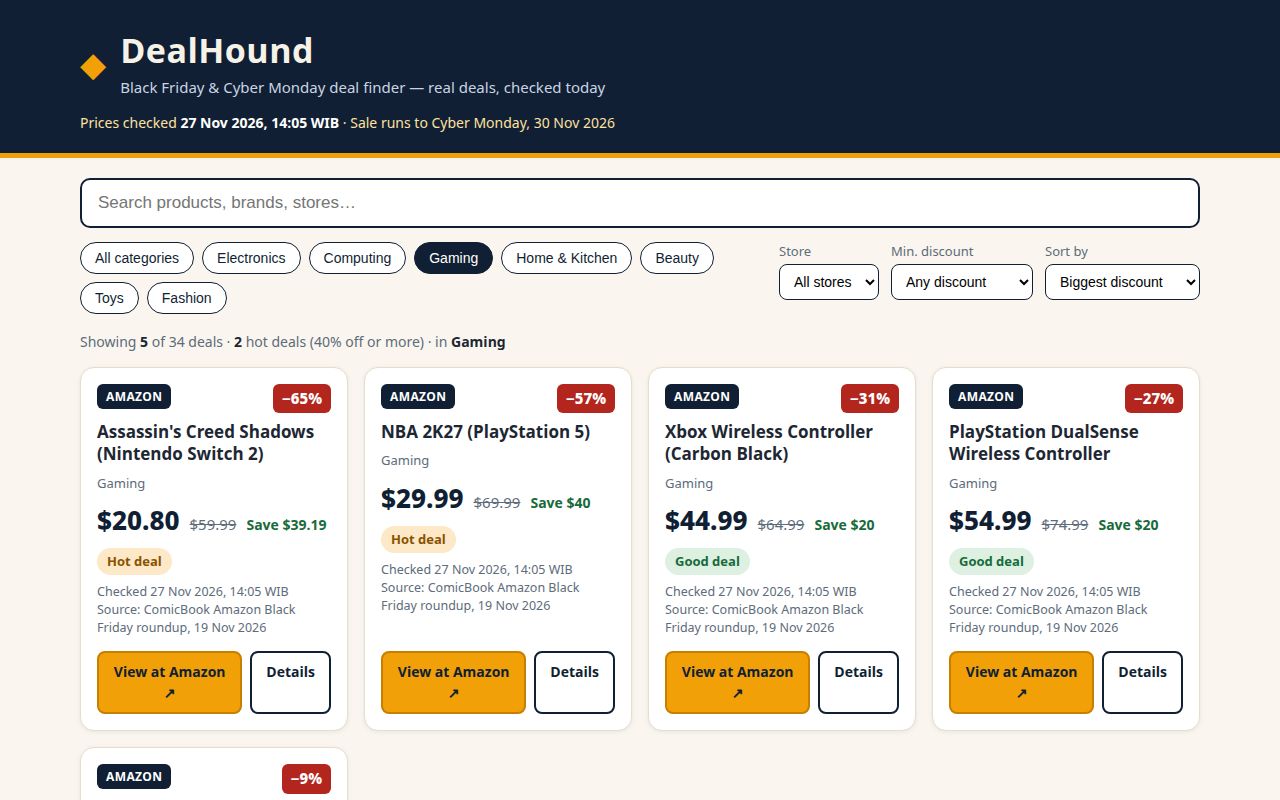 DealHound
Black Friday & Cyber Monday deal finder — real deals, checked today
Prices checked 27 Nov 2026, 14:05 WIB · Sale runs to Cyber Monday, 30 Nov 2026
Search products, brands, stores…
All categories
Electronics
Computing
Gaming
Home & Kitchen
Beauty
Toys
Fashion
Store
All stores
Min. discount
Any discount
Sort by
Biggest discount
Showing 5 of 34 deals · 2 hot deals (40% off or more) · in Gaming
AMAZON
−65%
Assassin's Creed Shadows
(Nintendo Switch 2)
Gaming
$20.80 $59.99 Save $39.19
Hot deal
Checked 27 Nov 2026, 14:05 WIB
Source: ComicBook Amazon Black
Friday roundup, 19 Nov 2026
View at Amazon
↗
Details
AMAZON
−57%
NBA 2K27 (PlayStation 5)
Gaming
$29.99 $69.99 Save $40
Hot deal
Checked 27 Nov 2026, 14:05 WIB
Source: ComicBook Amazon Black
Friday roundup, 19 Nov 2026
View at Amazon
↗
Details
AMAZON
−31%
Xbox Wireless Controller
(Carbon Black)
Gaming
$44.99 $64.99 Save $20
Good deal
Checked 27 Nov 2026, 14:05 WIB
Source: ComicBook Amazon Black
Friday roundup, 19 Nov 2026
View at Amazon
↗
Details
AMAZON
−27%
PlayStation DualSense
Wireless Controller
Gaming
$54.99 $74.99 Save $20
Good deal
Checked 27 Nov 2026, 14:05 WIB
Source: ComicBook Amazon Black
Friday roundup, 19 Nov 2026
View at Amazon
↗
Details
AMAZON
−9%